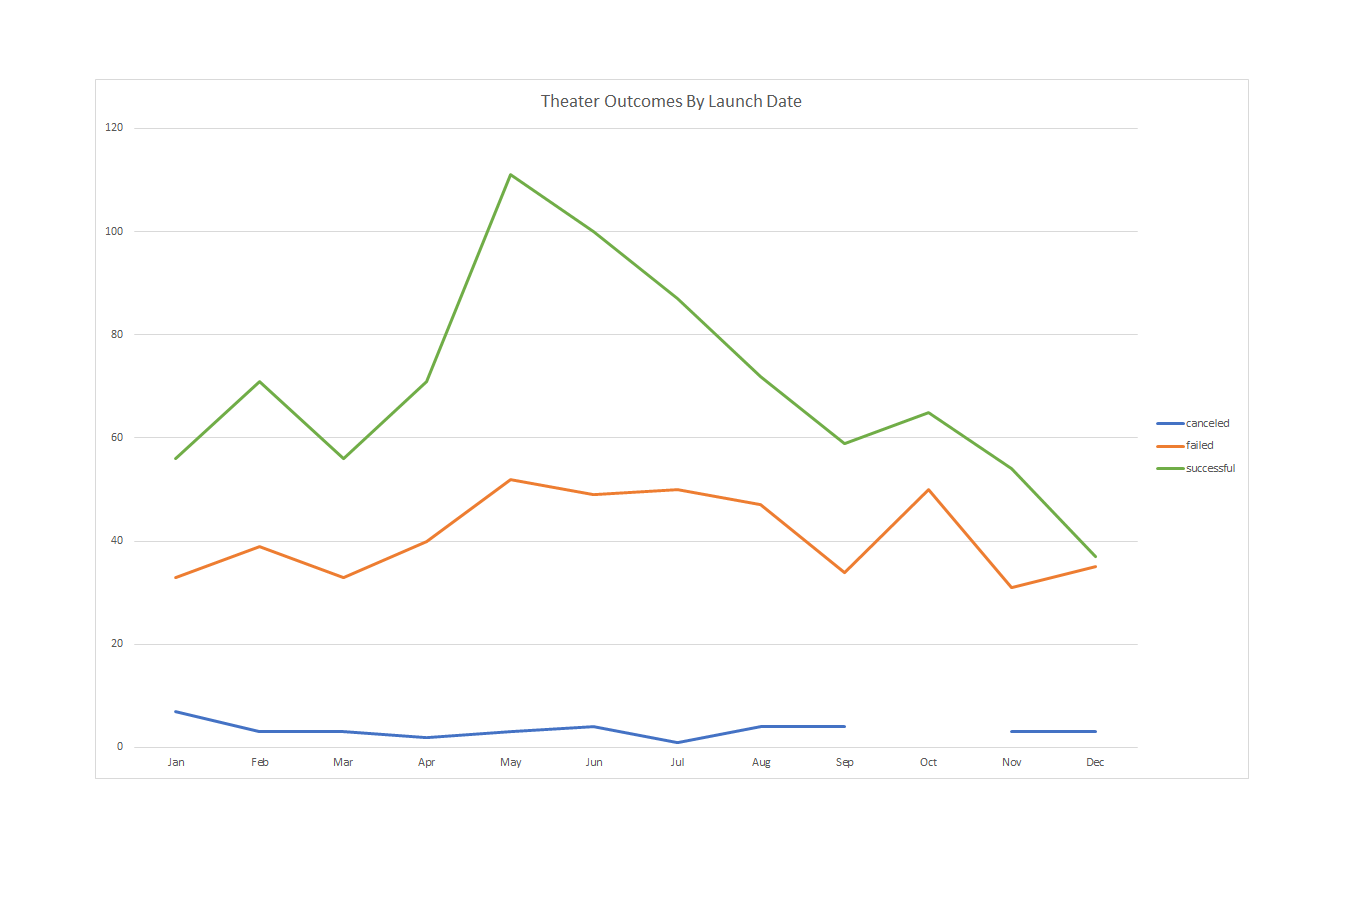 Theater Outcomes By Launch Date
120
100
80
60
40
20
0
Jan Feb Mar Apr May Jun Jul Aug Sep Oct Nov Dec
canceled
failed
successful